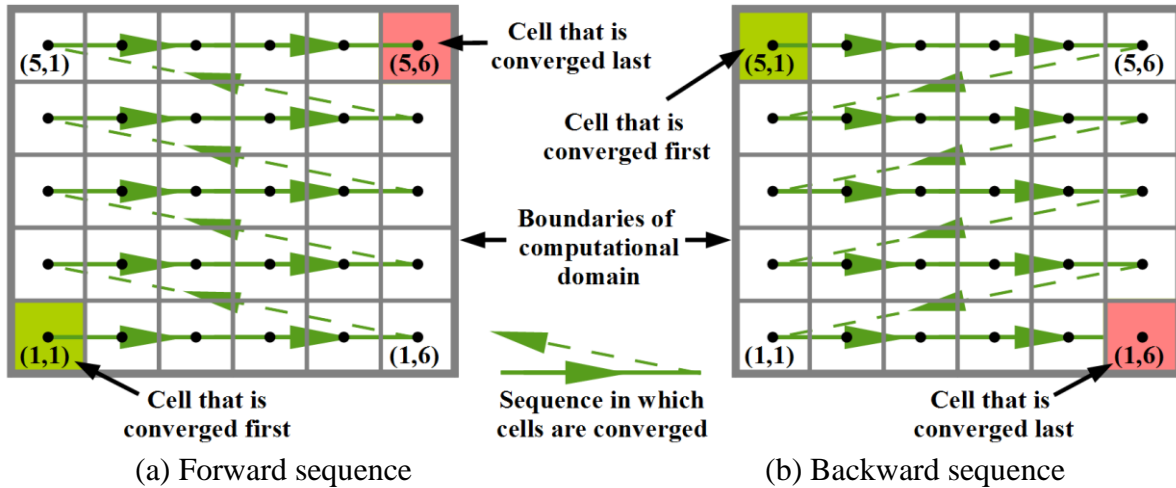 (5,1)
(5,6)
Cell that is
converged last
(5,1)
(5,6)
Cell that is
converged first
Boundaries of
computational
domain
(1,1)
(1,6)
(1,1)
(1,6)
Cell that is
converged first
Sequence in which
cells are converged
Cell that is
converged last
(a) Forward sequence
(b) Backward sequence